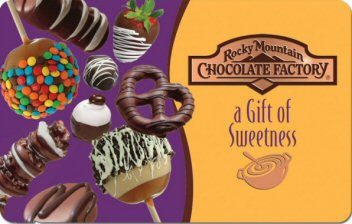 Rocky Mountain
CHOCOLATE FACTORY®
a Gift of
Sweetness